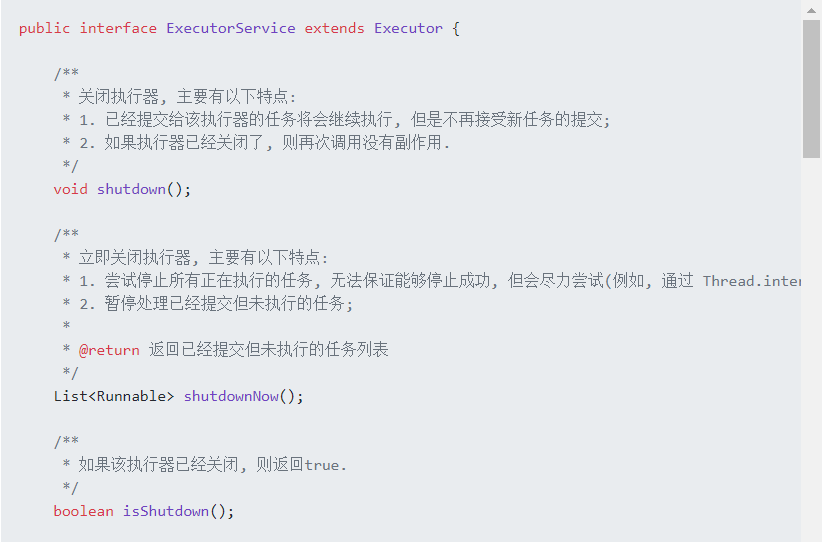 public interface ExecutorService extends Executor {
/**
* 关闭执行器, 主要有以下特点:
* 1. 已经提交给该执行器的任务将会继续执行, 但是不再接受新任务的提交;
* 2. 如果执行器已经关闭了, 则再次调用没有副作用.
*/
void shutdown();
/**
* 立即关闭执行器, 主要有以下特点:
* 1. 尝试停止所有正在执行的任务, 无法保证能够停止成功, 但会尽力尝试(例如, 通过 Thread.inter
* 2. 暂停处理已经提交但未执行的任务;
*
* @return 返回已经提交但未执行的任务列表
*/
List<Runnable> shutdownNow();
/**
* 如果该执行器已经关闭, 则返回true.
*/
boolean isShutdown();